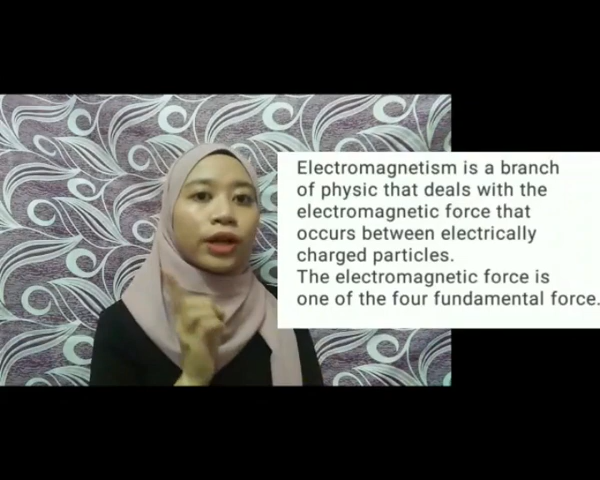 Electromagnetism is a branch
of physic that deals with the
electromagnetic force that
occurs between electrically
charged particles.
The electromagnetic force is
one of the four fundamental force.